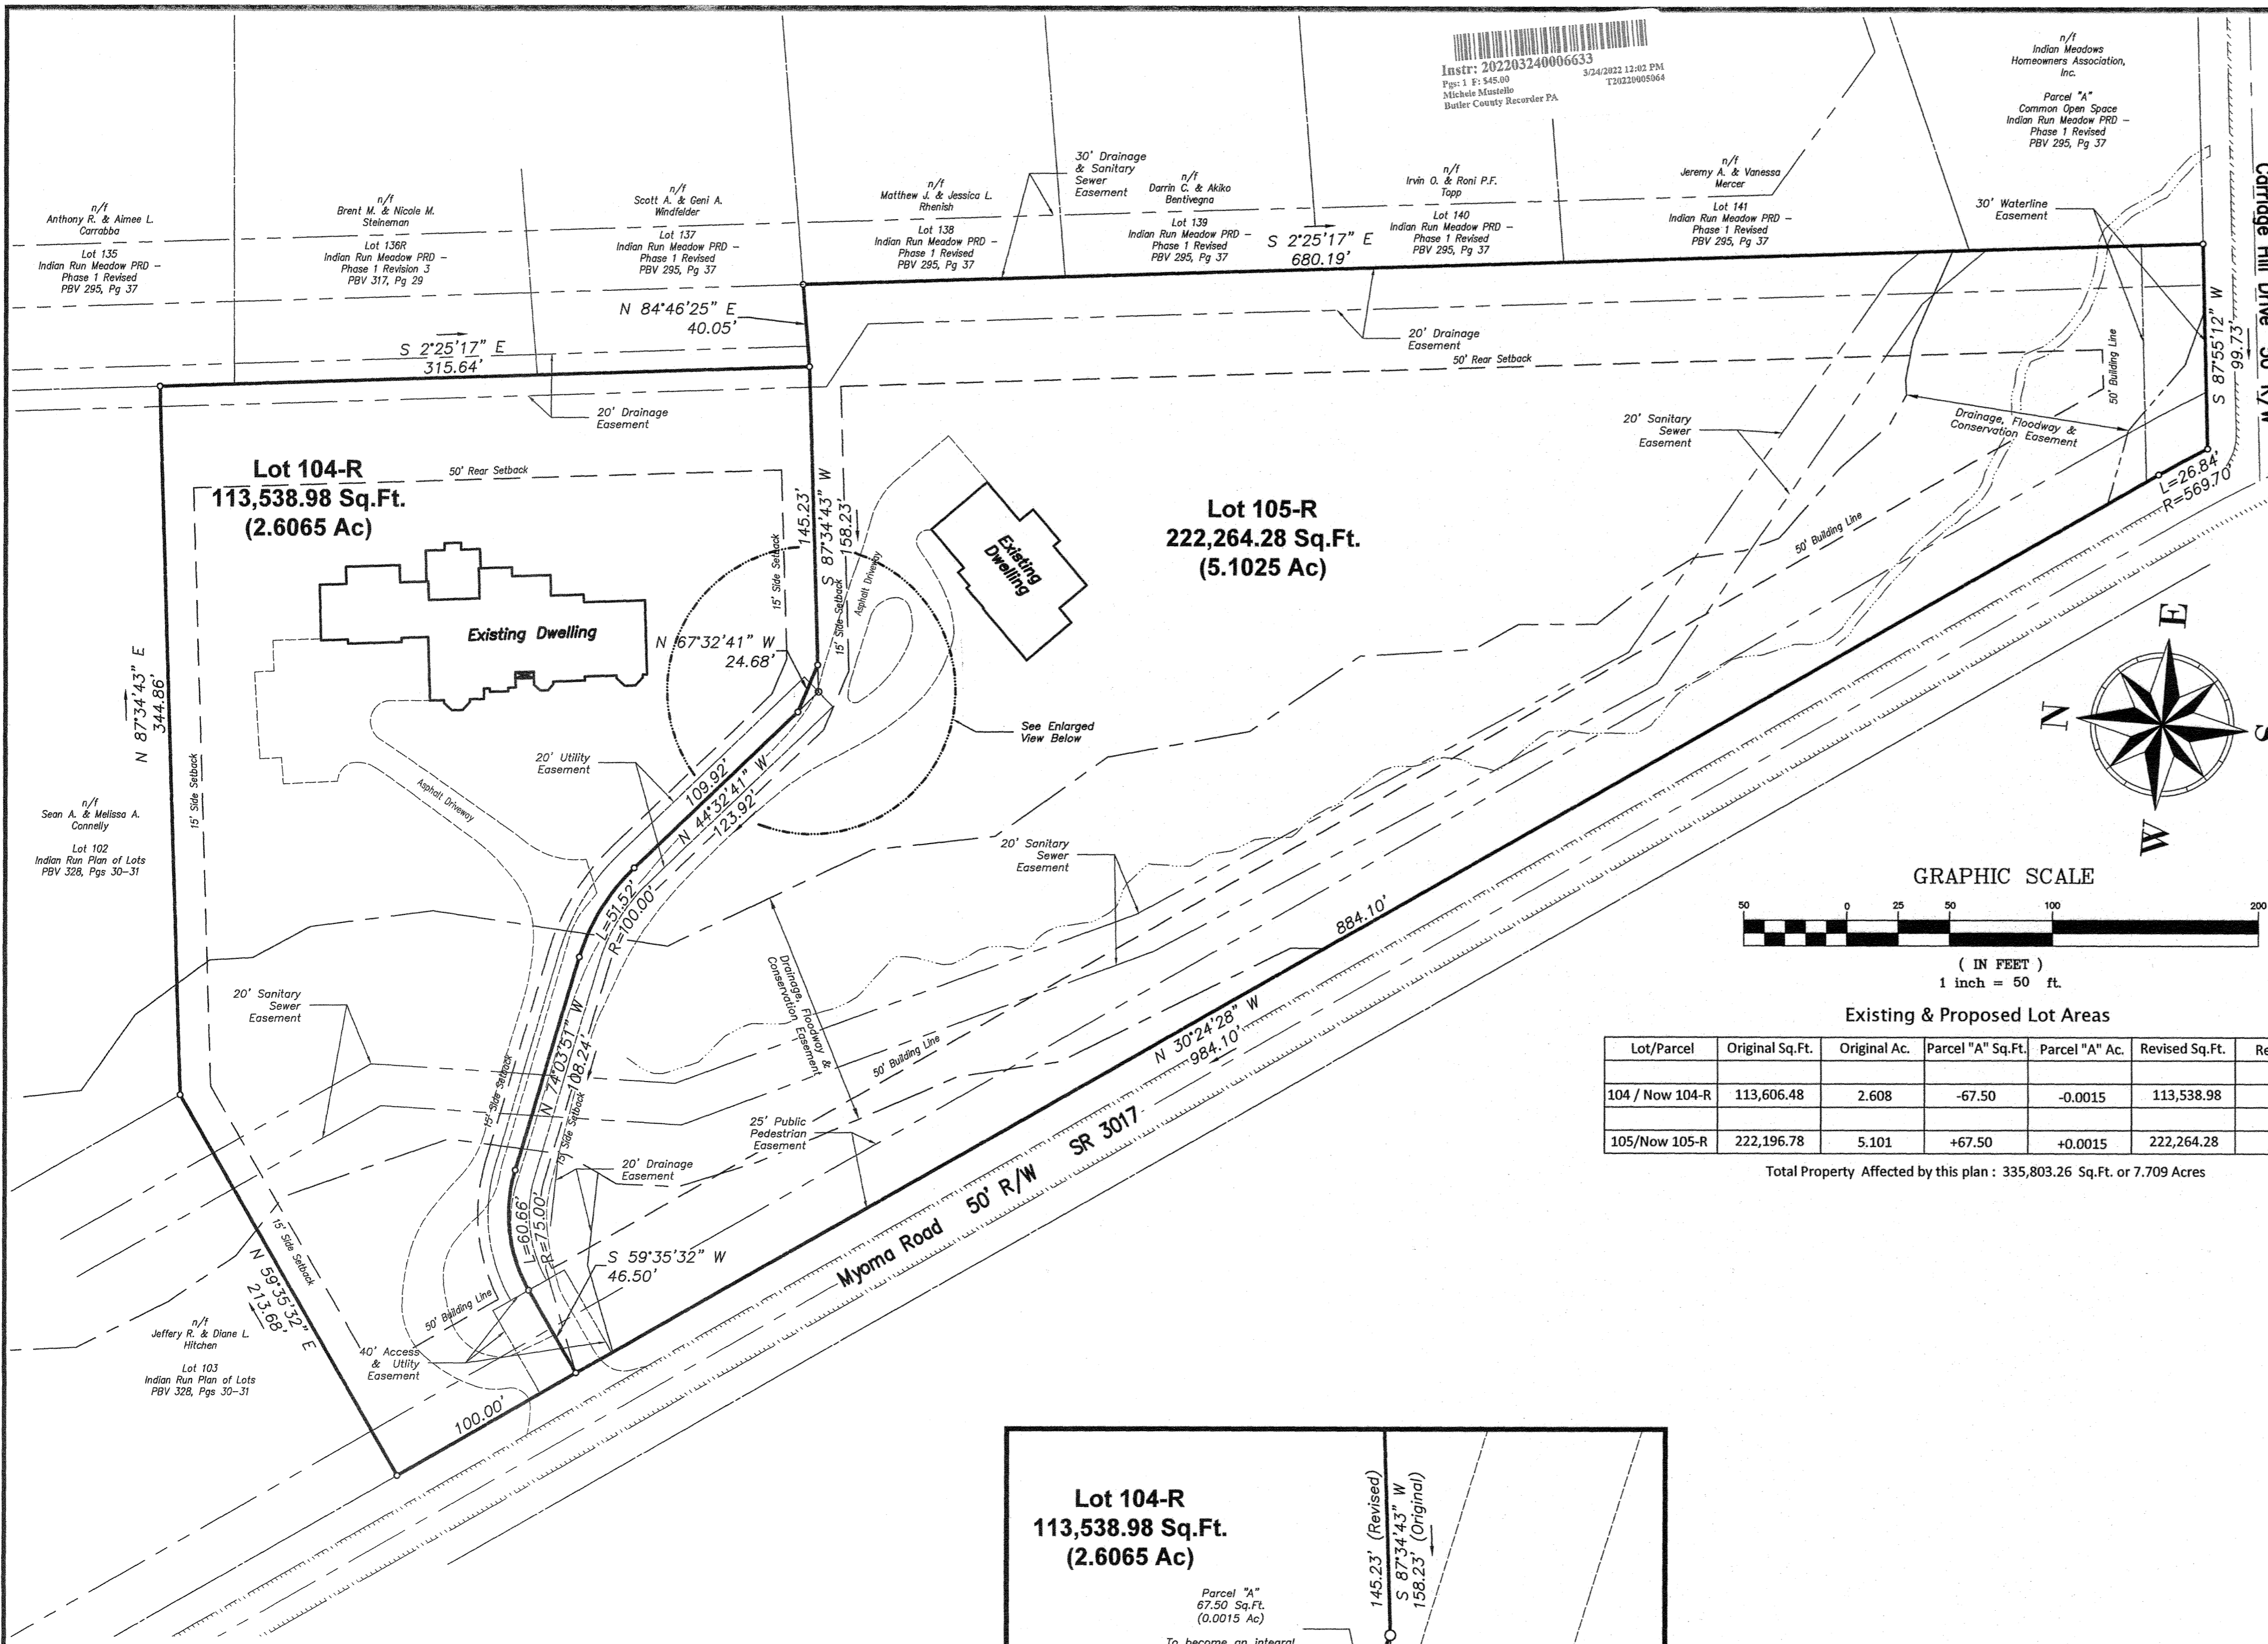 Instr: 202203240006633
Pgs: 1 F: $45.00
3/24/2022 12:02 PM
Michele Mustello
T20220005064
Butler County Recorder PA
n/f
Indian Meadows
Homeowners Association,
Inc.
Parcel "A"
Common Open Space
Indian Run Meadow PRD -
Phase 1 Revised
PBV 295, Pg 37
Carriage Hill Drive 50' R/W
n/f
Anthony R. & Aimee L.
Carrabba
Lot 135
Indian Run Meadow PRD -
Phase 1 Revised
PBV 295, Pg 37
n/f
Brent M. & Nicole M.
Steineman
Lot 136R
Indian Run Meadow PRD -
Phase 1 Revision 3
PBV 317, Pg 29
n/f
Scott A. & Geni A.
Windfelder
Lot 137
Indian Run Meadow PRD -
Phase 1 Revised
PBV 295, Pg 37
n/f
Matthew J. & Jessica L.
Rhenish
Lot 138
Indian Run Meadow PRD -
Phase 1 Revised
PBV 295, Pg 37
30' Drainage
& Sanitary
Sewer
Easement
n/f
Darrin C. & Akiko
Bentivegna
Lot 139
Indian Run Meadow PRD -
Phase 1 Revised
PBV 295, Pg 37
n/f
Irvin O. & Roni P.F.
Topp
Lot 140
Indian Run Meadow PRD -
Phase 1 Revised
PBV 295, Pg 37
n/f
Jeremy A. & Vanessa
Mercer
Lot 141
Indian Run Meadow PRD -
Phase 1 Revised
PBV 295, Pg 37
30' Waterline
Easement
S 2°25'17" E
680.19'
N 84°46'25" E
40.05'
S 2°25'17" E
315.64'
20' Drainage
Easement
20' Drainage
Easement
50' Rear Setback
50' Building Line
S 87°55'12" W
99.73'
Drainage, Floodway &
Conservation Easement
20' Sanitary
Sewer
Easement
L=26.84'
R=569.70'
50' Building Line
Lot 104-R
113,538.98 Sq.Ft.
(2.6065 Ac)
50' Rear Setback
145.23'
S 87°34'43" W
158.23'
15' Side Setback
15' Side Setback
Asphalt Driveway
Existing
Dwelling
Lot 105-R
222,264.28 Sq.Ft.
(5.1025 Ac)
Existing Dwelling
N 67°32'41" W
24.68'
See Enlarged
View Below
N 87°34'43" E
344.86'
15' Side Setback
20' Utility
Easement
Asphalt Driveway
109.92'
N 44°32'41" W
123.92'
n/f
Sean A. & Melissa A.
Connelly
Lot 102
Indian Run Plan of Lots
PBV 328, Pgs 30-31
L=51.52'
R=100.00'
20' Sanitary
Sewer
Easement
Drainage, Floodway &
Conservation Easement
884.10'
N 30°24'28" W
984.10'
20' Sanitary
Sewer
Easement
N 74°03'51" W
108.24'
15' Side Setback
15' Side Setback
50' Building Line
25' Public
Pedestrian
Easement
20' Drainage
Easement
Myoma Road 50' R/W SR 3017
L=60.66'
R=75.00'
S 59°35'32" W
46.50'
15' Side Setback
N 59°35'32" E
213.68'
n/f
Jeffery R. & Diane L.
Hitchen
Lot 103
Indian Run Plan of Lots
PBV 328, Pgs 30-31
50' Building Line
40' Access
& Utlity
Easement
100.00'
N
E
S
W
GRAPHIC SCALE
50 0 25 50 100 200
( IN FEET )
1 inch = 50 ft.
Existing & Proposed Lot Areas
Lot/Parcel Original Sq.Ft. Original Ac. Parcel "A" Sq.Ft. Parcel "A" Ac. Revised Sq.Ft. Re
104 / Now 104-R 113,606.48 2.608 -67.50 -0.0015 113,538.98
105/Now 105-R 222,196.78 5.101 +67.50 +0.0015 222,264.28
Total Property Affected by this plan : 335,803.26 Sq.Ft. or 7.709 Acres
Lot 104-R
113,538.98 Sq.Ft.
(2.6065 Ac)
145.23' (Revised)
S 87°34'43" W
158.23' (Original)
Parcel "A"
67.50 Sq.Ft.
(0.0015 Ac)
To become an integral